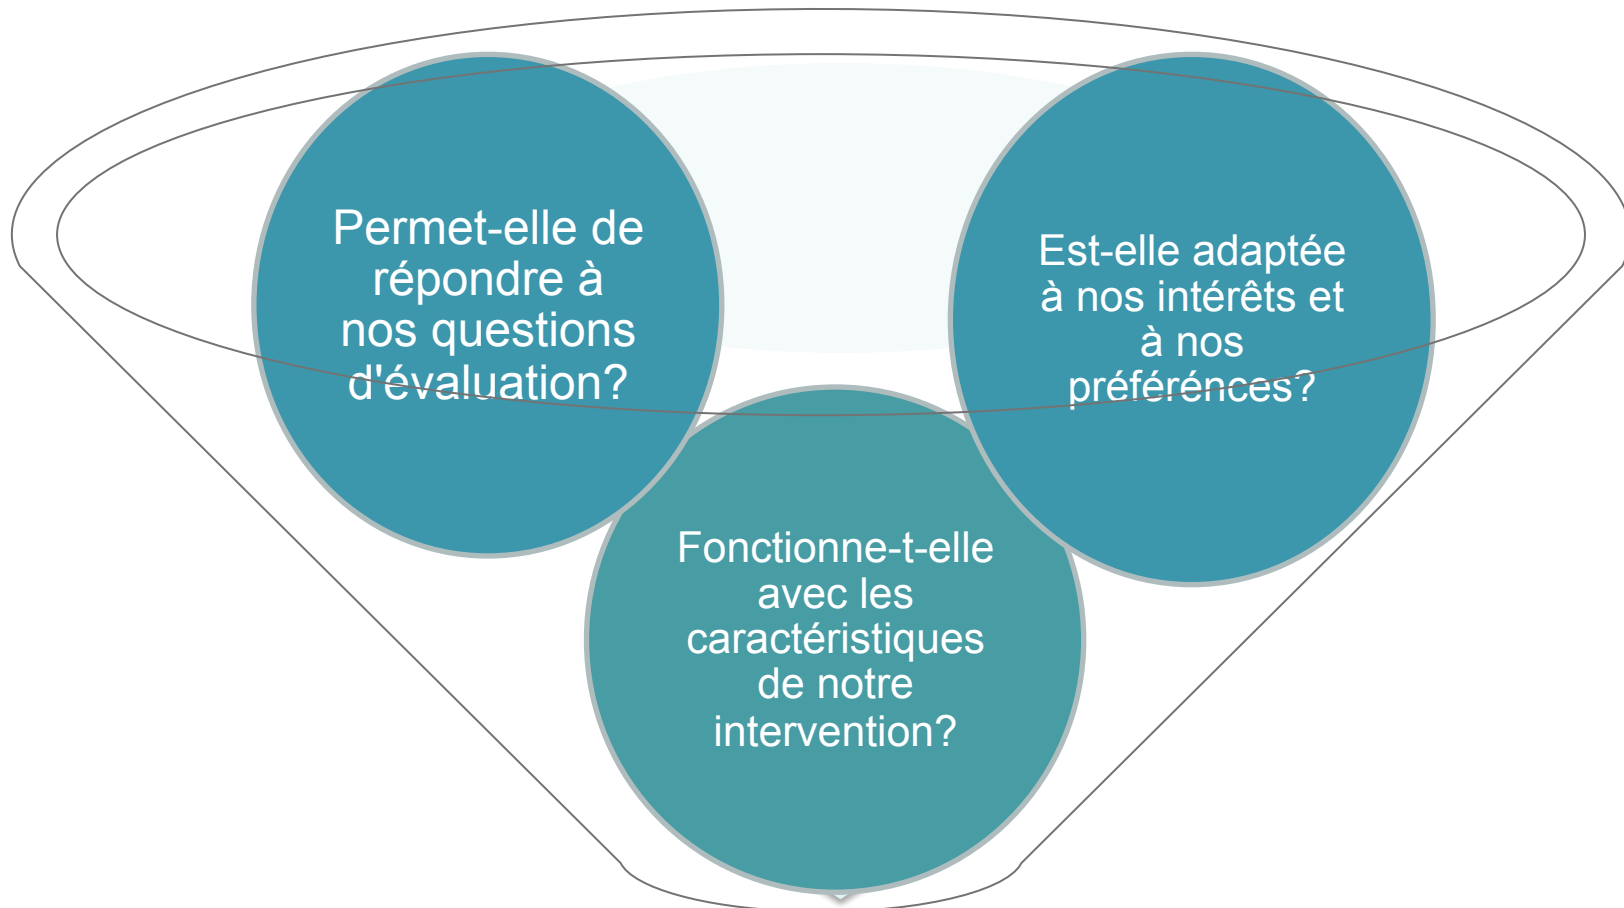 Permet-elle de
répondre à
nos questions
d'évaluation?
Est-elle adaptée
à nos intérêts et
à nos
préférénces?
Fonctionne-t-elle
avec les
caractéristiques
de notre
intervention?